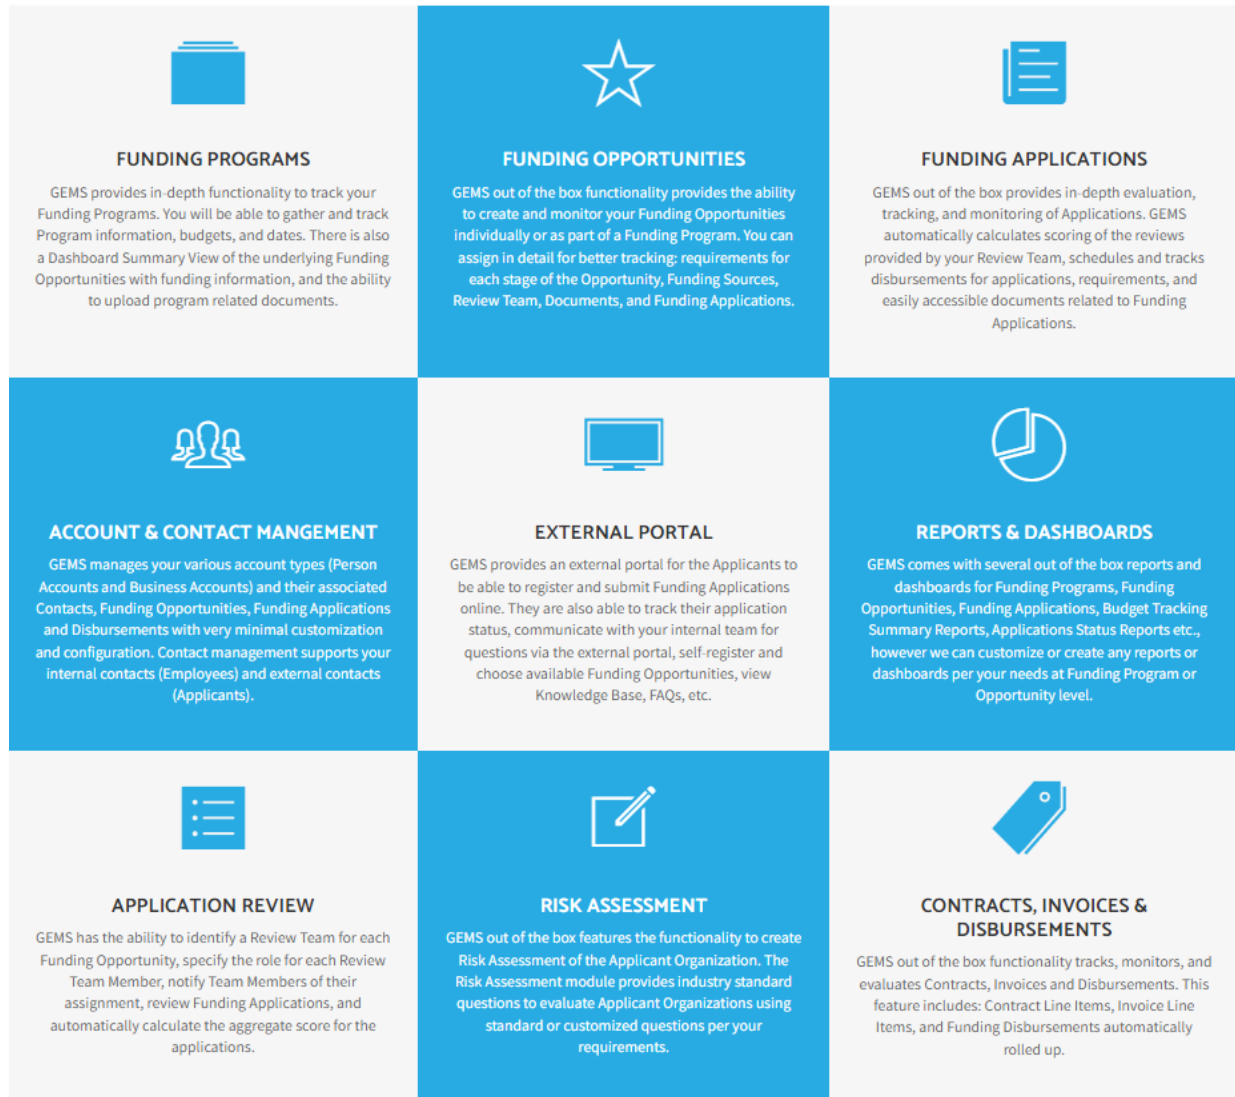 FUNDING PROGRAMS
GEMS provides in-depth functionality to track your
Funding Programs. You will be able to gather and track
Program information, budgets, and dates. There is also
a Dashboard Summary View of the underlying Funding
Opportunities with funding information, and the ability
to upload program related documents.
FUNDING OPPORTUNITIES
GEMS out of the box functionality provides the ability
to create and monitor your Funding Opportunities
individually or as part of a Funding Program. You can
assign in detail for better tracking: requirements for
each stage of the Opportunity, Funding Sources,
Review Team, Documents, and Funding Applications.
FUNDING APPLICATIONS
GEMS out of the box provides in-depth evaluation,
tracking, and monitoring of Applications. GEMS
automatically calculates scoring of the reviews
provided by your Review Team, schedules and tracks
disbursements for applications, requirements, and
easily accessible documents related to Funding
Applications.
ACCOUNT & CONTACT MANGEMENT
GEMS manages your various account types (Person
Accounts and Business Accounts) and their associated
Contacts, Funding Opportunities, Funding Applications
and Disbursements with very minimal customization
and configuration. Contact management supports your
internal contacts (Employees) and external contacts
(Applicants).
EXTERNAL PORTAL
GEMS provides an external portal for the Applicants to
be able to register and submit Funding Applications
online. They are also able to track their application
status, communicate with your internal team for
questions via the external portal, self-register and
choose available Funding Opportunities, view
Knowledge Base, FAQs, etc.
REPORTS & DASHBOARDS
GEMS comes with several out of the box reports and
dashboards for Funding Programs, Funding
Opportunities, Funding Applications, Budget Tracking
Summary Reports, Applications Status Reports etc.,
however we can customize or create any reports or
dashboards per your needs at Funding Program or
Opportunity level.
APPLICATION REVIEW
GEMS has the ability to identify a Review Team for each
Funding Opportunity, specify the role for each Review
Team Member, notify Team Members of their
assignment, review Funding Applications, and
automatically calculate the aggregate score for the
applications.
RISK ASSESSMENT
GEMS out of the box features the functionality to create
Risk Assessment of the Applicant Organization. The
Risk Assessment module provides industry standard
questions to evaluate Applicant Organizations using
standard or customized questions per your
requirements.
CONTRACTS, INVOICES &
DISBURSEMENTS
GEMS out of the box functionality tracks, monitors, and
evaluates Contracts, Invoices and Disbursements. This
feature includes: Contract Line Items, Invoice Line
Items, and Funding Disbursements automatically
rolled up.